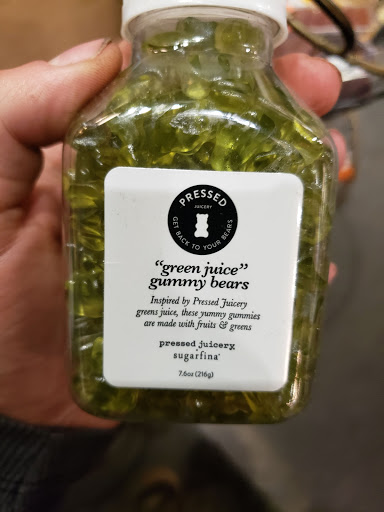 PRESSED
JUICERY
GET BACK TO YOUR BEARS
“green juice”
gummy bears
Inspired by Pressed Juicery
greens juice, these yummy gummies
are made with fruits & greens
pressed juicery
sugarfina®
7.6oz (216g)